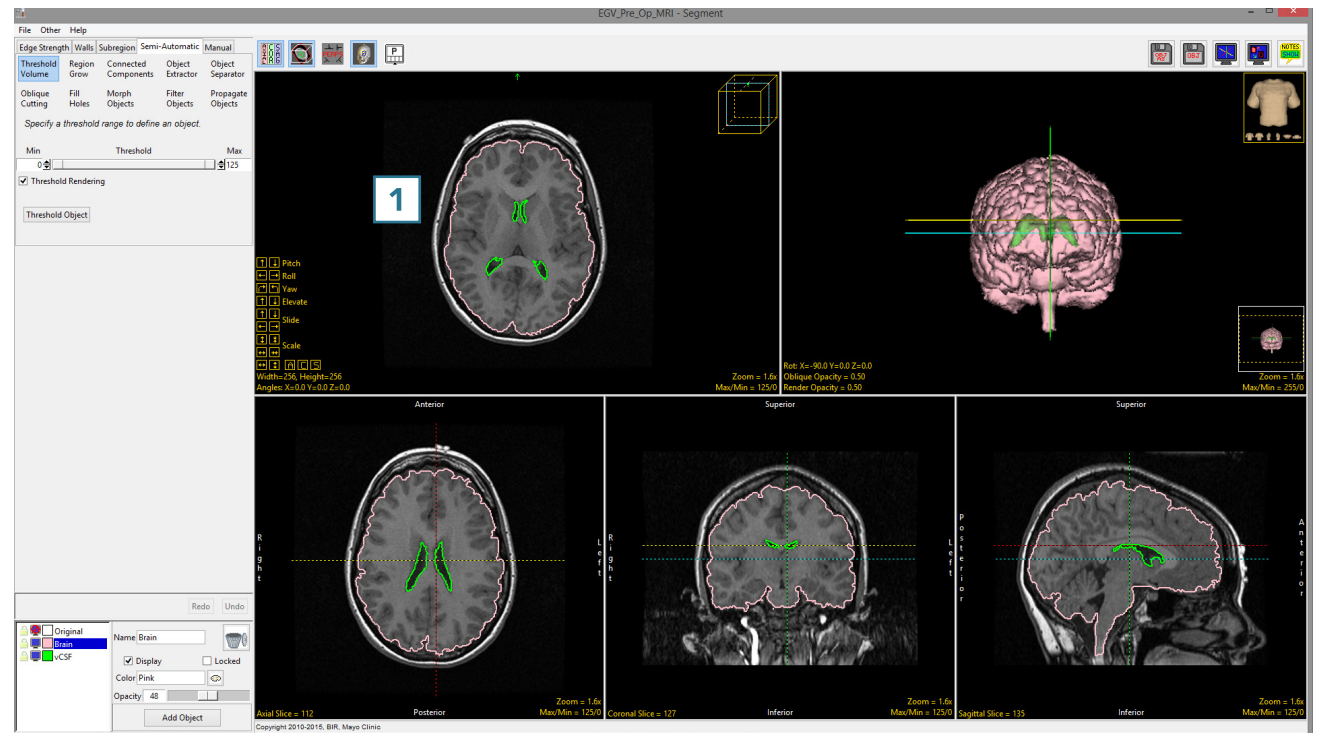 EGV_Pre_Op_MRI - Segment
File Other Help
Edge Strength Walls Subregion Semi-Automatic Manual
Threshold Volume
Region Grow
Connected Components
Object Extractor
Object Separator
Oblique Cutting
Fill Holes
Morph Objects
Filter Objects
Propagate Objects
Specify a threshold range to define an object.
Min Threshold Max
0 125
Threshold Rendering
Threshold Object
P
OBJ
NOTES
SHOW
1
Pitch
Roll
Yaw
Elevate
Slide
Scale
A C S
Width=256, Height=256
Angles: X=0.0 Y=0.0 Z=0.0
Zoom = 1.6x
Max/Min = 125/0
Rot: X=-90.0 Y=0.0 Z=0.0
Oblique Opacity = 0.50
Render Opacity = 0.50
Zoom = 1.6x
Max/Min = 255/0
Anterior
Right
Left
Axial Slice = 112
Posterior
Zoom = 1.6x
Max/Min = 125/0
Superior
Right
Left
Coronal Slice = 127
Inferior
Zoom = 1.6x
Max/Min = 125/0
Superior
Posterior
Anterior
Sagittal Slice = 135
Inferior
Zoom = 1.6x
Max/Min = 125/0
Redo Undo
Original
Brain
vCSF
Name Brain
Display Locked
Color Pink
Opacity 48
Add Object
Copyright 2010-2015, BIR, Mayo Clinic